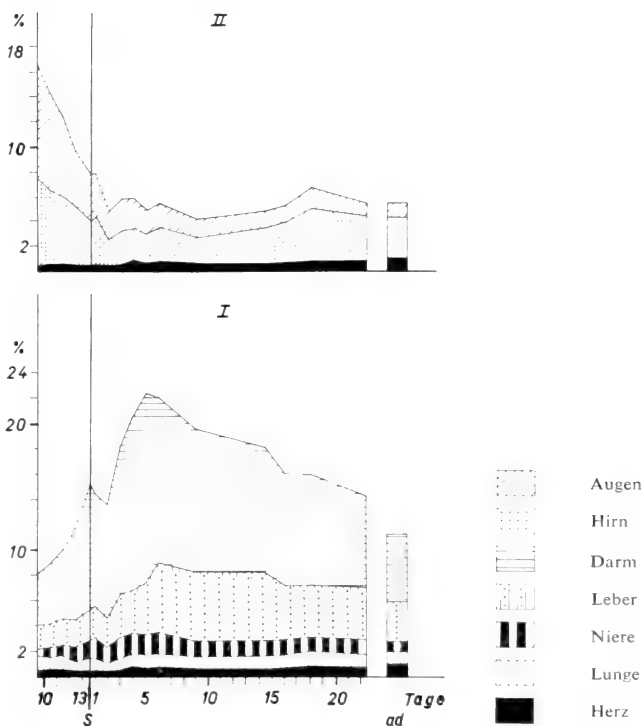 %
II
18
10
2
I
%
24
20
10
2
10 13 1 5 10 15 20 Tage
S ad
Augen
Hirn
Darm
Leber
Niere
Lunge
Herz